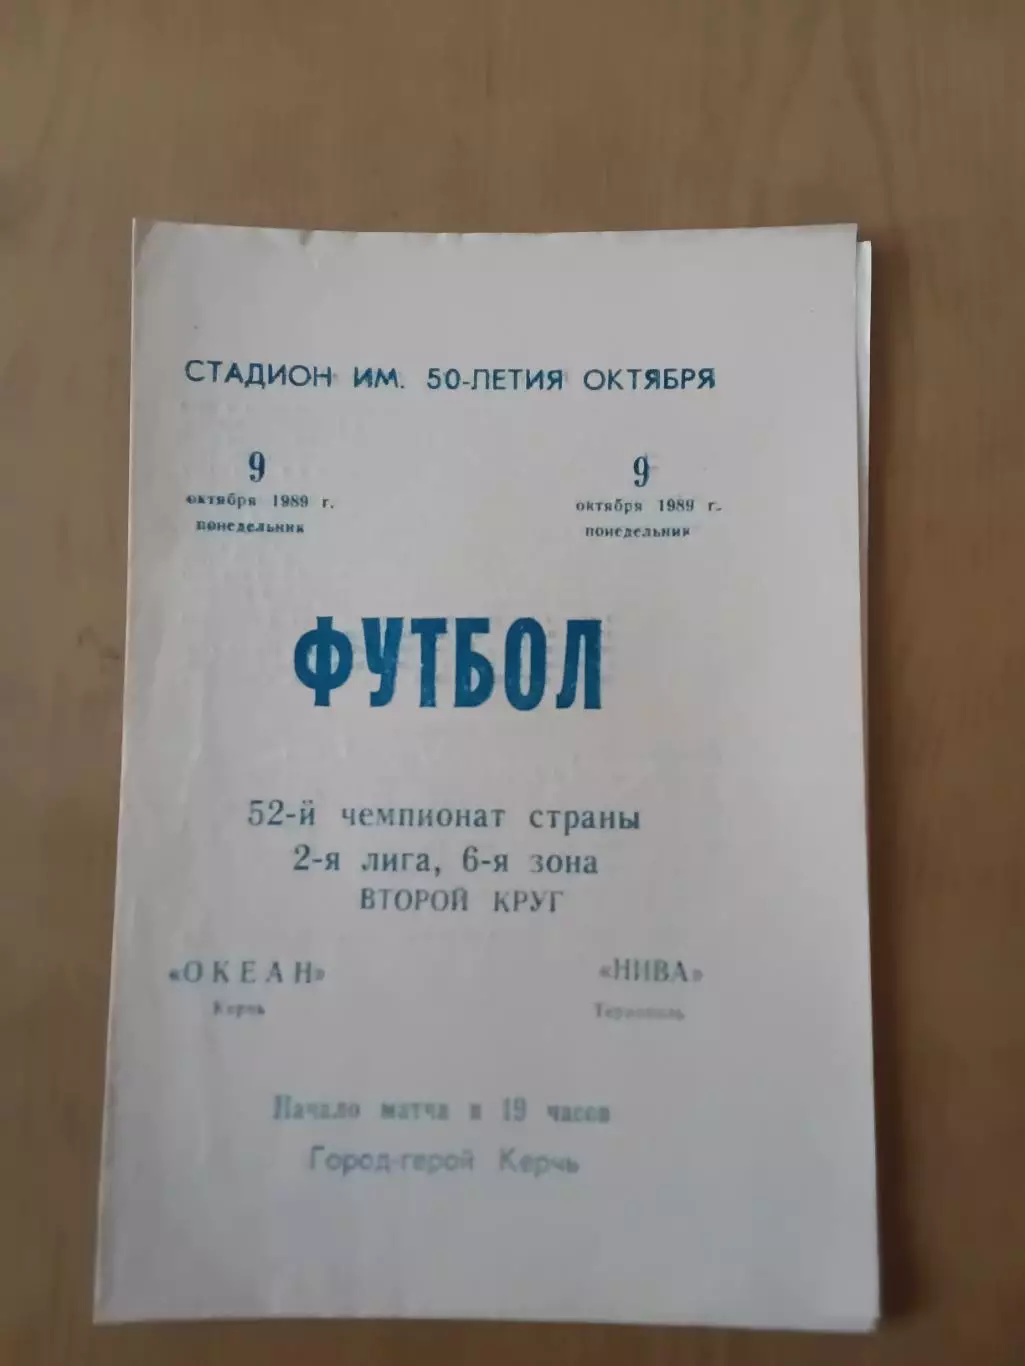 СТАДИОН ИМ. 50-ЛЕТИЯ ОКТЯБРЯ
9 9
октября 1989 г. октября 1989 г.
понедельник понедельник
ФУТБОЛ
52-й чемпионат страны
2-я лига, 6-я зона
ВТОРОЙ КРУГ
«ОКЕАН» «НИВА»
Керчь Тернополь
Начало матча в 19 часов
Город-герой Керчь